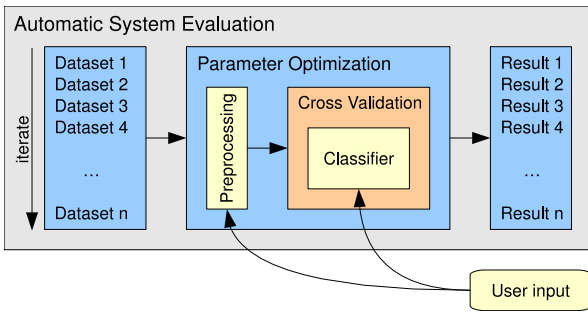 Automatic System Evaluation
iterate
Dataset 1
Dataset 2
Dataset 3
Dataset 4
...
Dataset n
Parameter Optimization
Preprocessing
Cross Validation
Classifier
Result 1
Result 2
Result 3
Result 4
...
Result n
User input